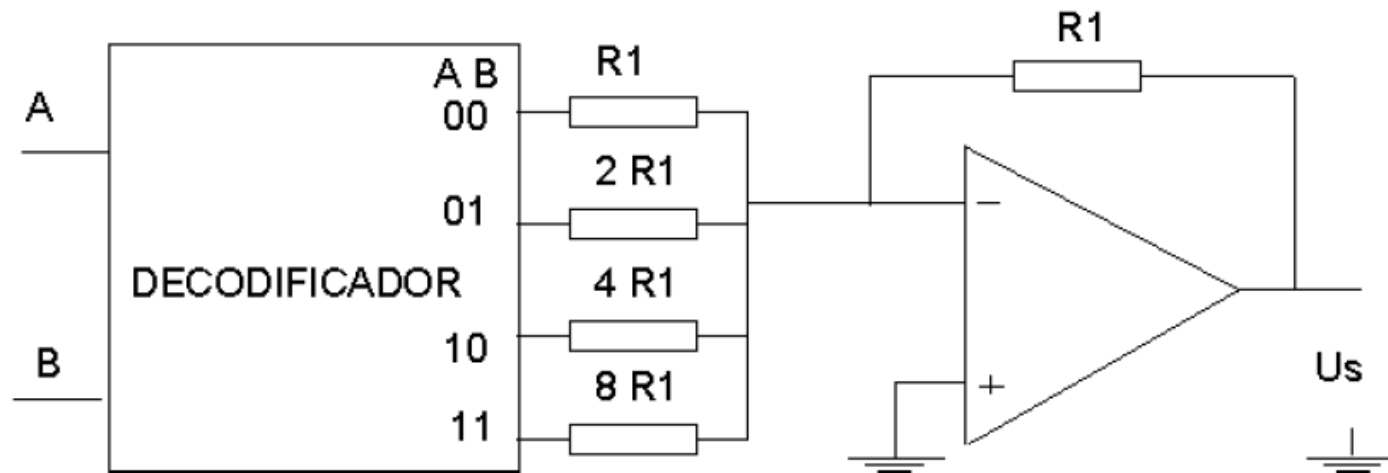 R1
R1
A B
A
00
2 R1
01
DECODIFICADOR
4 R1
10
B
8 R1
11
−
+
Us